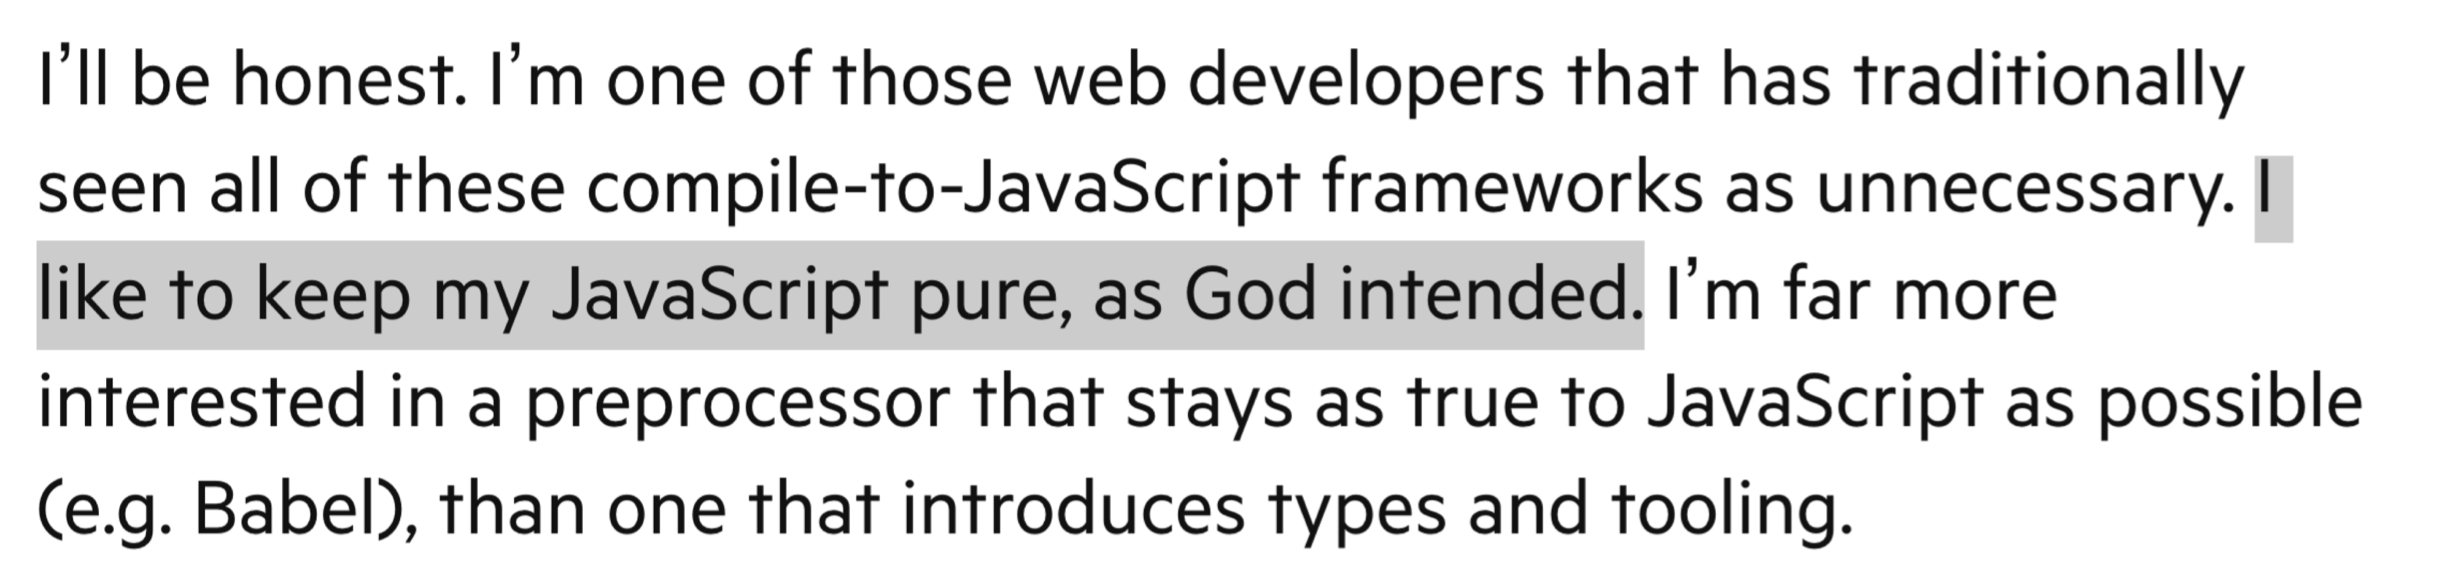 I’ll be honest. I’m one of those web developers that has traditionally
seen all of these compile-to-JavaScript frameworks as unnecessary. I
like to keep my JavaScript pure, as God intended. I’m far more
interested in a preprocessor that stays as true to JavaScript as possible
(e.g. Babel), than one that introduces types and tooling.